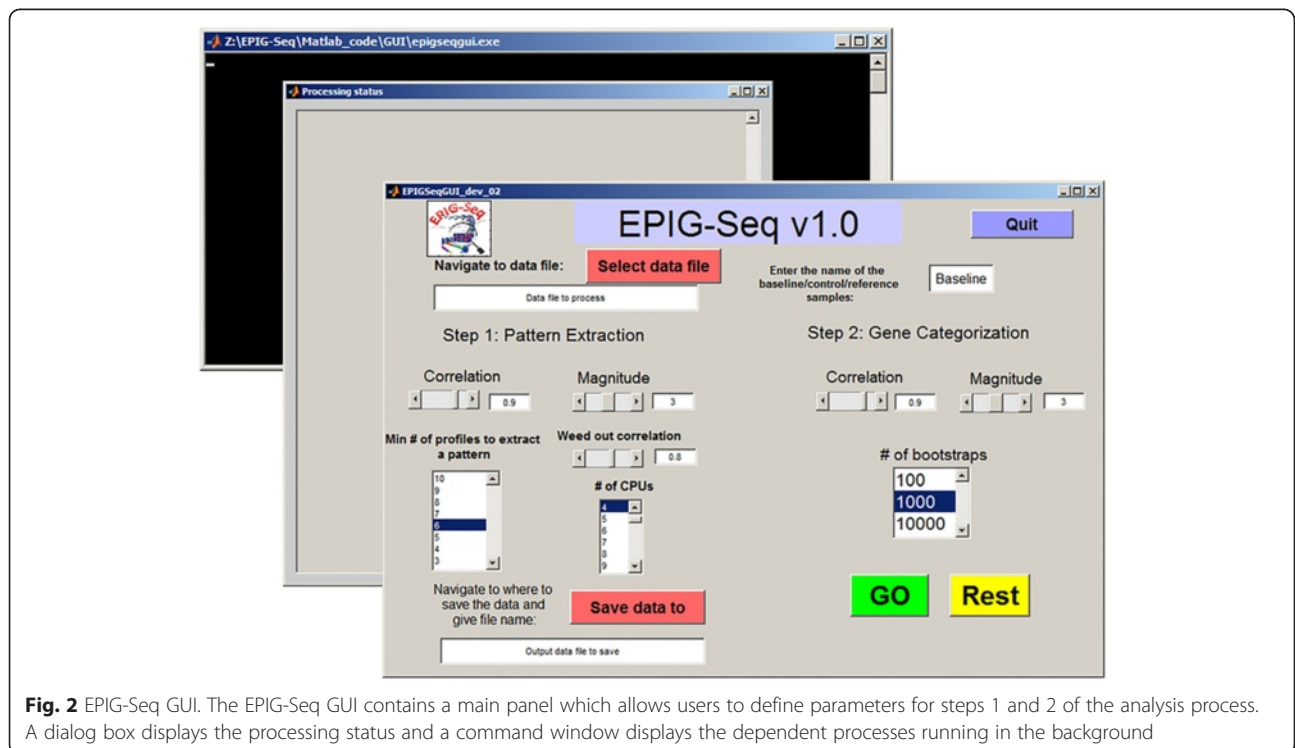 Z:\EPIG-Seq\Matlab_code\GUI\epigseqgui.exe
Processing status
EPIGSeqGUI_dev_02
EPIG-Seq
EPIG-Seq v1.0
Quit
Navigate to data file:
Select data file
Data file to process
Enter the name of the
baseline/control/reference
samples:
Baseline
Step 1: Pattern Extraction
Step 2: Gene Categorization
Correlation
0.9
Magnitude
3
Correlation
0.9
Magnitude
3
Min # of profiles to extract
a pattern
10
9
8
7
6
5
4
3
Weed out correlation
0.8
# of CPUs
4
5
6
7
8
9
# of bootstraps
100
1000
10000
Navigate to where to
save the data and
give file name:
Save data to
Output data file to save
GO
Rest
Fig. 2 EPIG-Seq GUI. The EPIG-Seq GUI contains a main panel which allows users to define parameters for steps 1 and 2 of the analysis process.
A dialog box displays the processing status and a command window displays the dependent processes running in the background